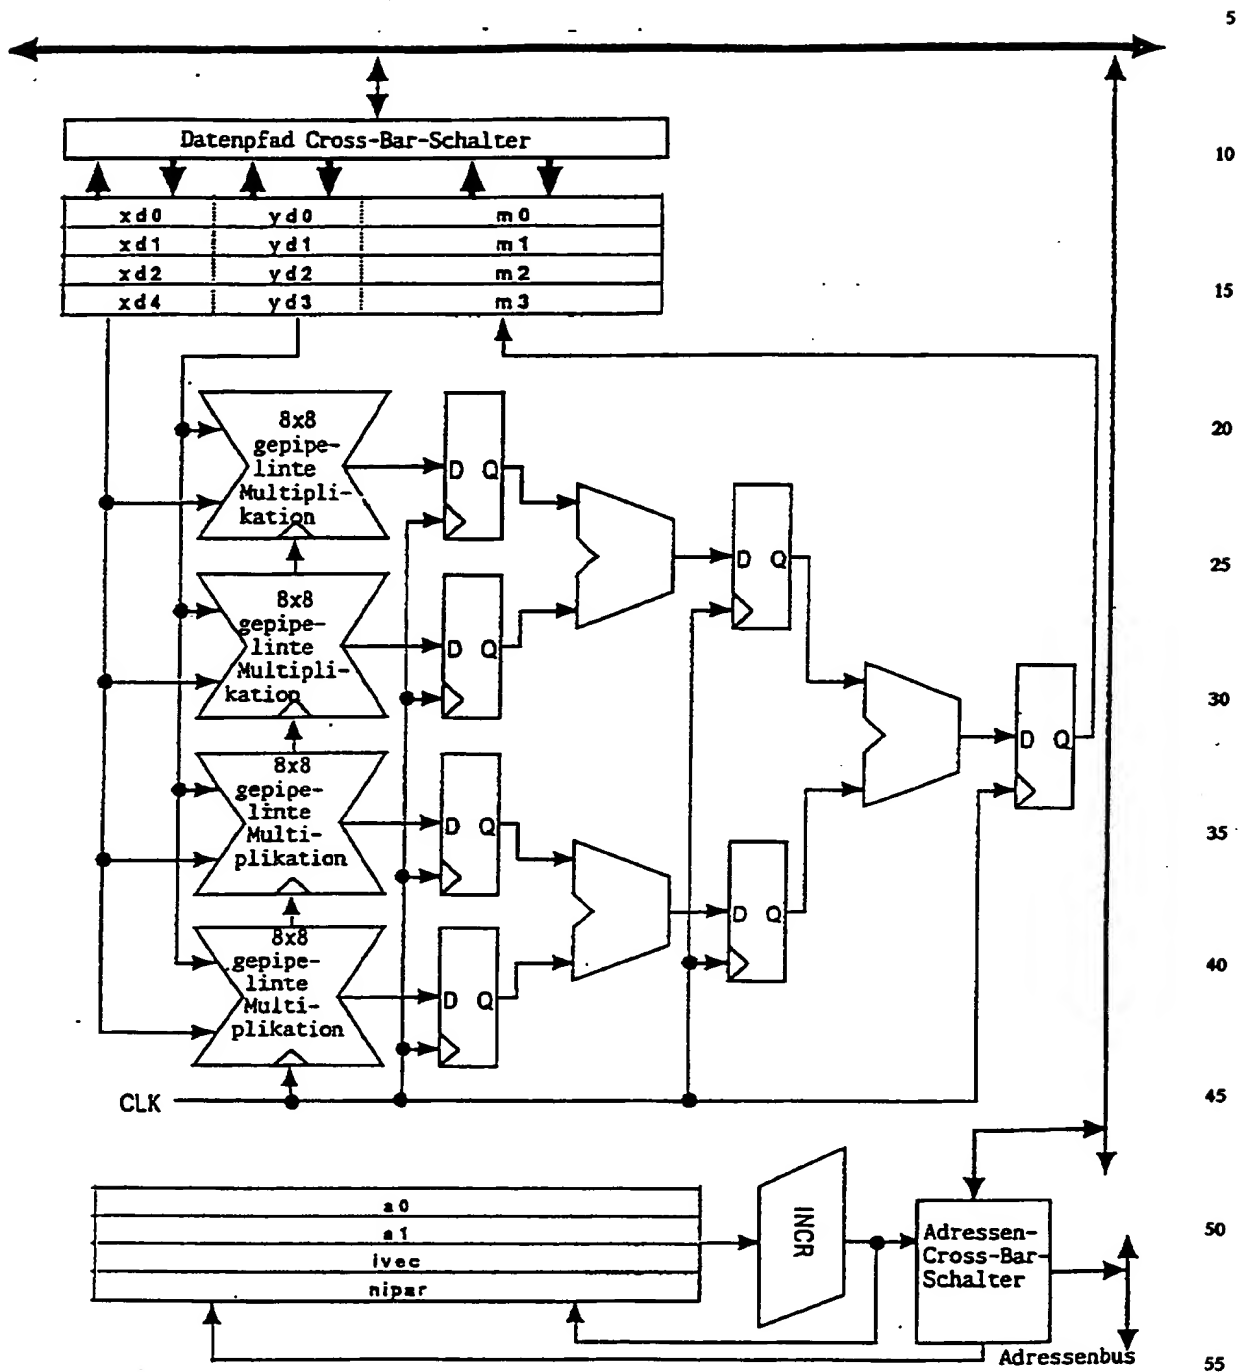 5
Datenpfad Cross-Bar-Schalter
10
xd0 yd0 m0
xd1 yd1 m1
xd2 yd2 m2
xd4 yd3 m3
15
8x8
gepipe-
linte
Multipli-
kation
D Q
20
D Q
25
8x8
gepipe-
linte
Multipli-
kation
D Q
30
D Q
8x8
gepipe-
linte
Multi-
plikation
D Q
35
D Q
8x8
gepipe-
linte
Multi-
plikation
D Q
40
CLK
45
a0
a1
ivec
nipar
INCR
Adressen-
Cross-Bar-
Schalter
50
Adressenbus
55